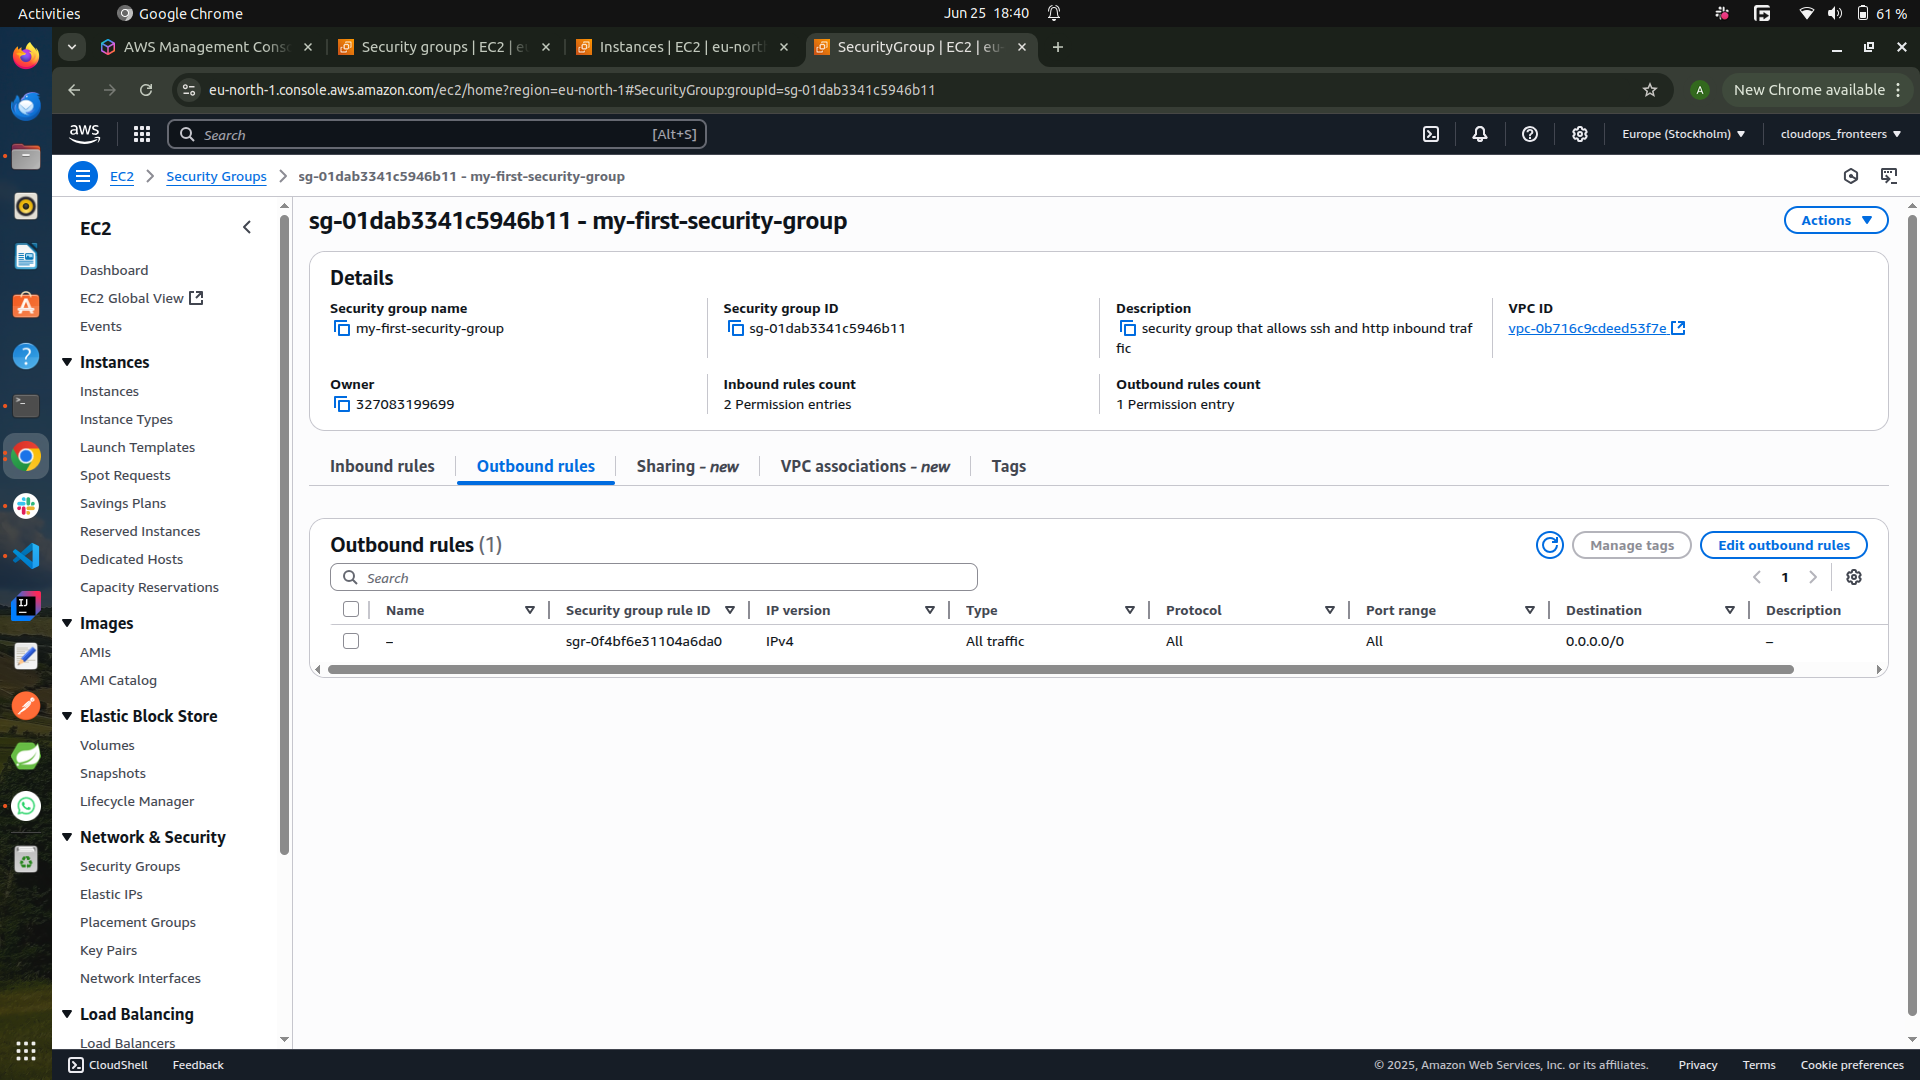 Activities
Google Chrome
Jun 25 18:40
61 %
AWS Management Conso
Security groups | EC2 | eu
Instances | EC2 | eu-north
SecurityGroup | EC2 | eu-
eu-north-1.console.aws.amazon.com/ec2/home?region=eu-north-1#SecurityGroup:groupId=sg-01dab3341c5946b11
A
New Chrome available
aws
Search
[Alt+S]
Europe (Stockholm)
cloudops_fronteers
EC2
Security Groups
sg-01dab3341c5946b11 - my-first-security-group
EC2
Dashboard
EC2 Global View
Events
Instances
Instances
Instance Types
Launch Templates
Spot Requests
Savings Plans
Reserved Instances
Dedicated Hosts
Capacity Reservations
Images
AMIs
AMI Catalog
Elastic Block Store
Volumes
Snapshots
Lifecycle Manager
Network & Security
Security Groups
Elastic IPs
Placement Groups
Key Pairs
Network Interfaces
Load Balancing
Load Balancers
sg-01dab3341c5946b11 - my-first-security-group
Actions
Details
Security group name
my-first-security-group
Security group ID
sg-01dab3341c5946b11
Description
security group that allows ssh and http inbound traf
fic
VPC ID
vpc-0b716c9cdeed53f7e
Owner
327083199699
Inbound rules count
2 Permission entries
Outbound rules count
1 Permission entry
Inbound rules
Outbound rules
Sharing - new
VPC associations - new
Tags
Outbound rules (1)
Manage tags
Edit outbound rules
Search
1
Name
Security group rule ID
IP version
Type
Protocol
Port range
Destination
Description
–
sgr-0f4bf6e31104a6da0
IPv4
All traffic
All
All
0.0.0.0/0
–
CloudShell
Feedback
© 2025, Amazon Web Services, Inc. or its affiliates.
Privacy
Terms
Cookie preferences